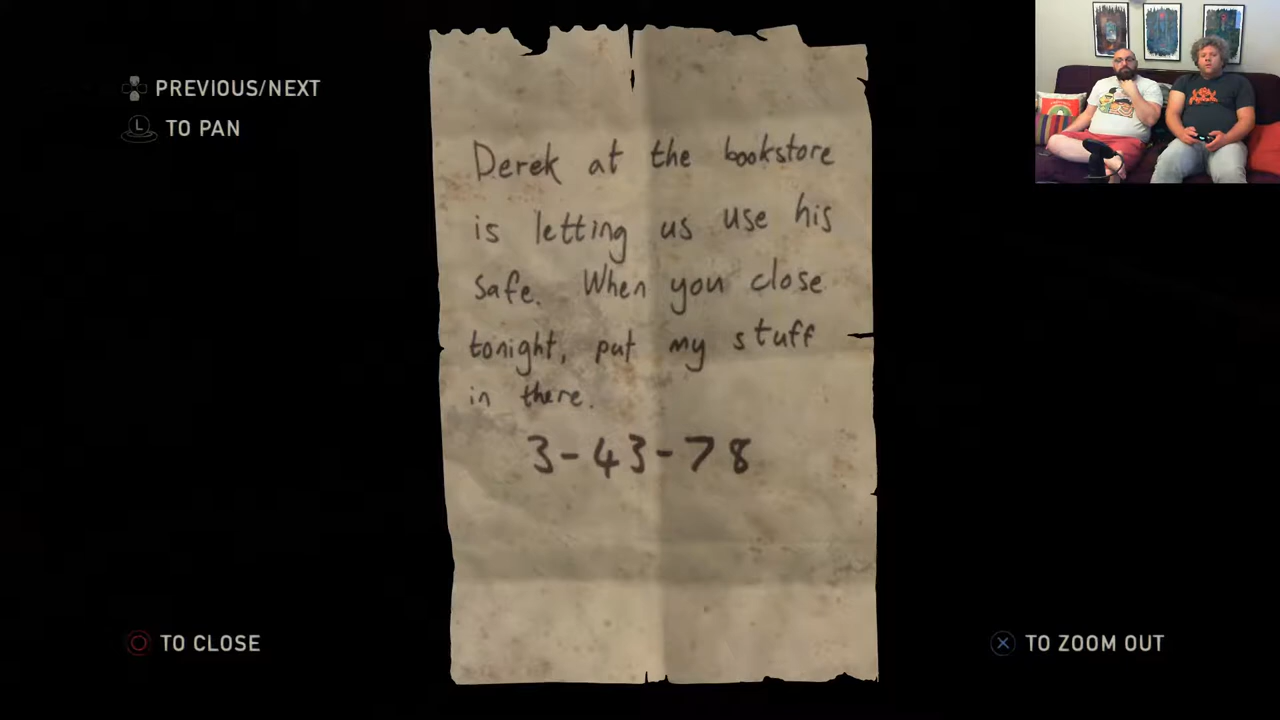 PREVIOUS/NEXT
L TO PAN
Derek at the bookstore
is letting us use his
safe. When you close
tonight, put my stuff
in there.
3-43-78
TO CLOSE
TO ZOOM OUT